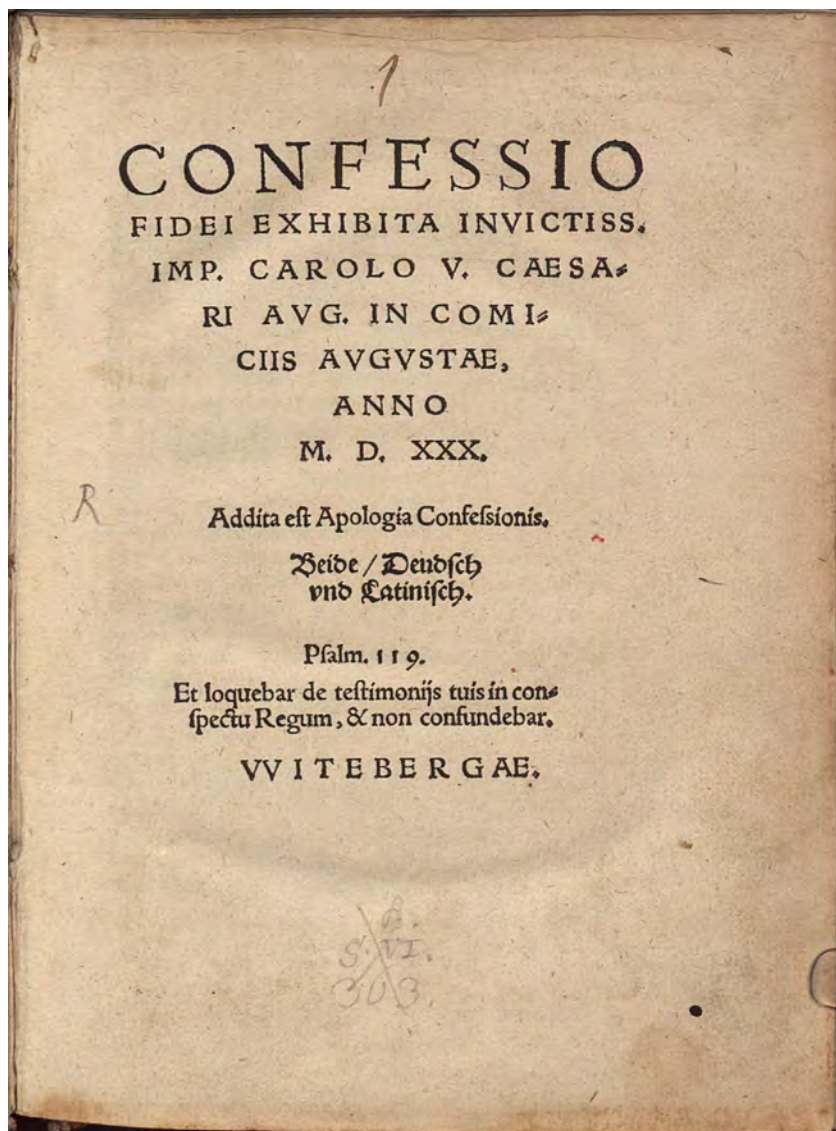 1
CONFESSIO
FIDEI EXHIBITA INVICTISS.
IMP. CAROLO V. CAESA⸗
RI AVG. IN COMI⸗
CIIS AVGVSTAE,
ANNO
M. D. XXX.
R
Addita eſt Apologia Confeſsionis.
Beide / Deudſch
vnd Latiniſch.
Pſalm. 119.
Et loquebar de teſtimonijs tuis in con⸗
ſpectu Regum, & non confundebar.
VVITEBERGAE.
S. VI.
303.